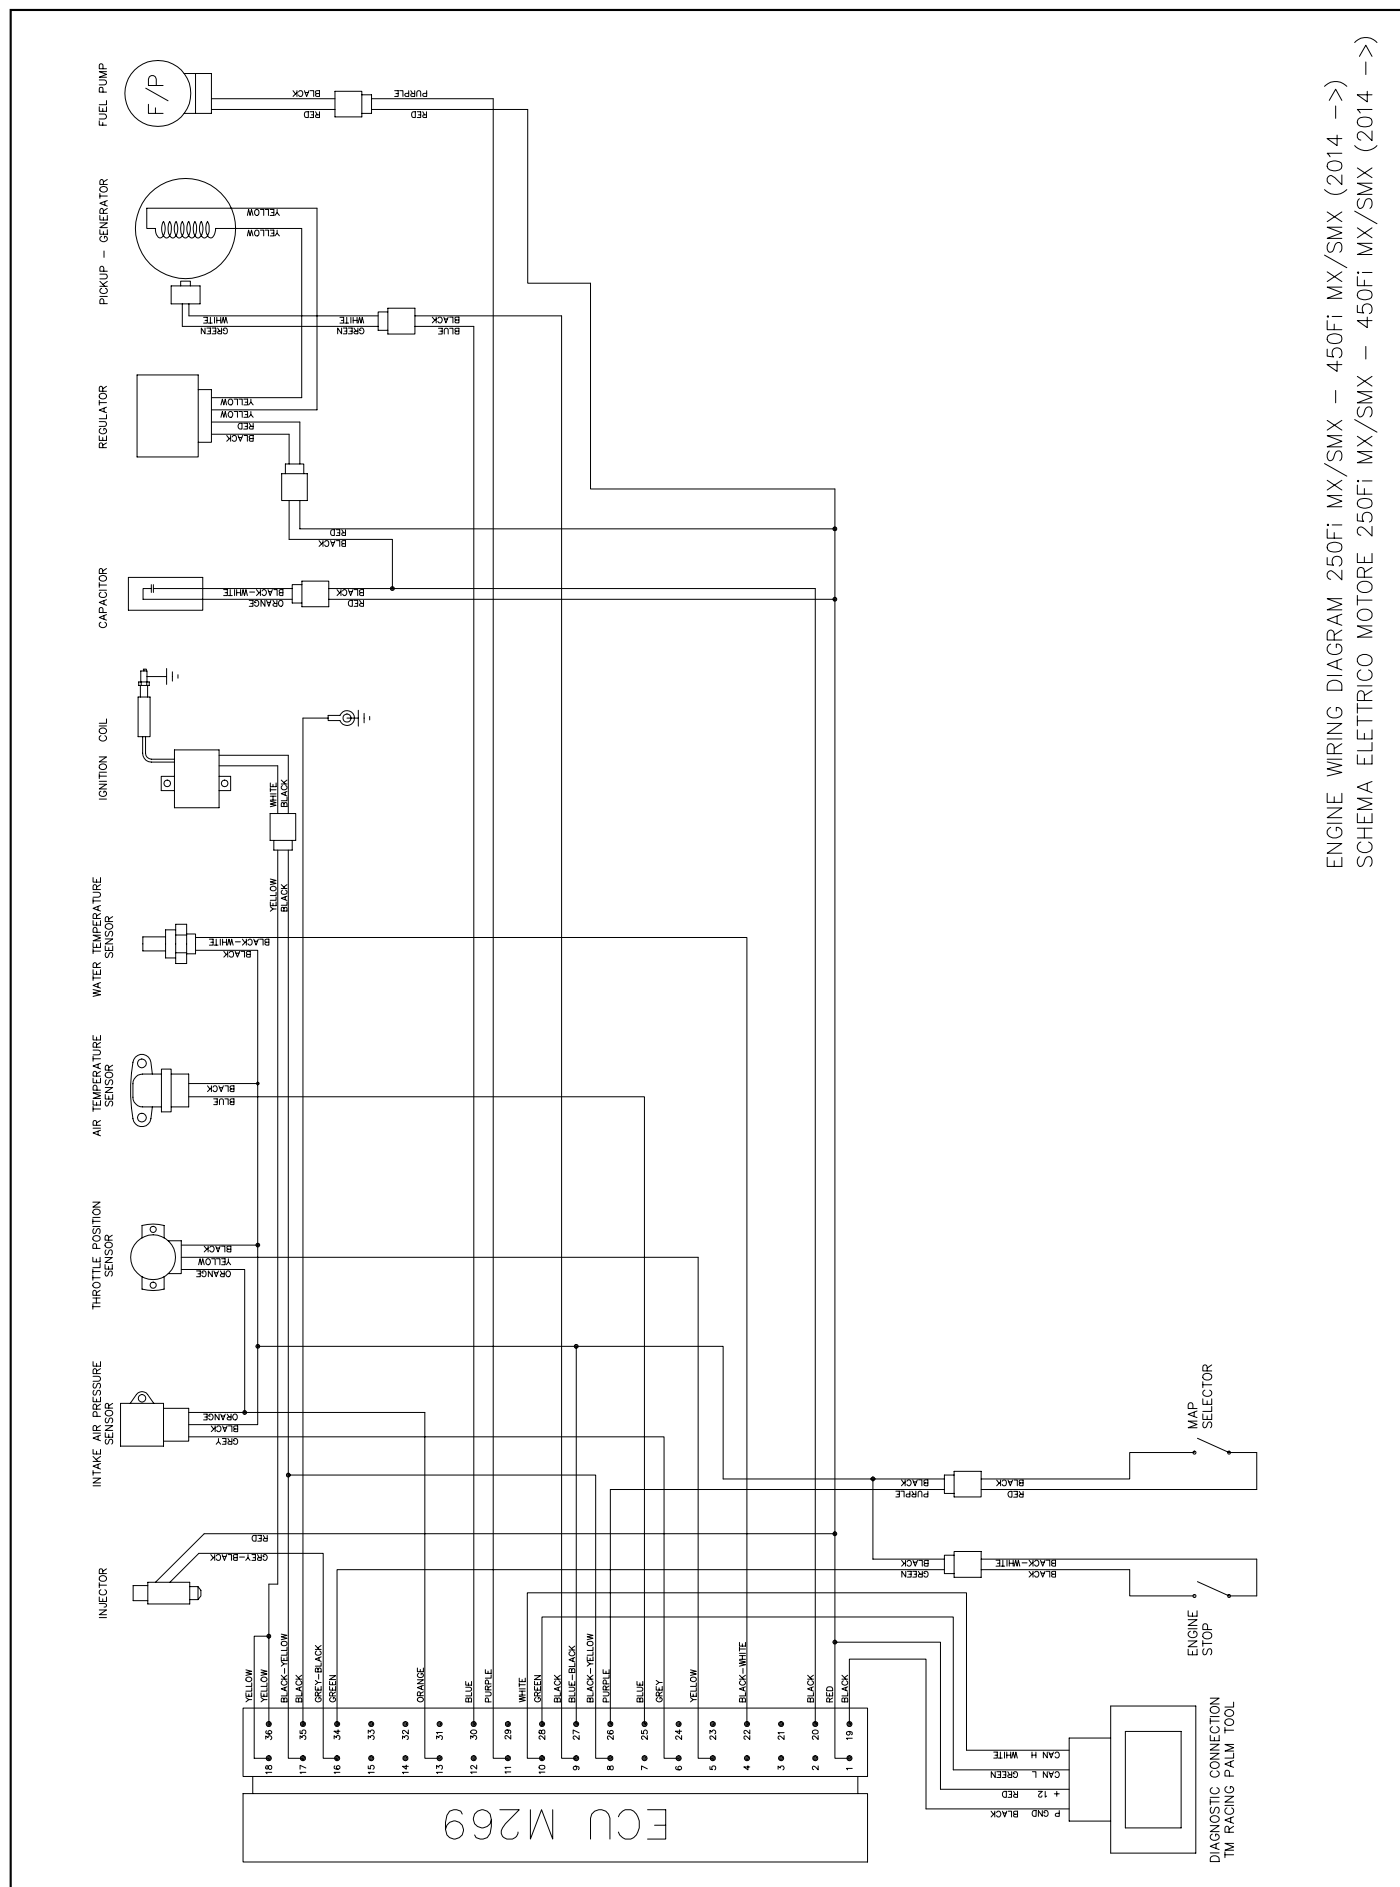 FUEL PUMP
F/P
BLACK
RED
PURPLE
RED
PICKUP - GENERATOR
YELLOW
YELLOW
WHITE
GREEN
WHITE
GREEN
BLACK
BLUE
REGULATOR
YELLOW
YELLOW
RED
BLACK
RED
BLACK
CAPACITOR
BLACK-WHITE
ORANGE
BLACK
RED
IGNITION COIL
WHITE
BLACK
YELLOW
BLACK
WATER TEMPERATURE
SENSOR
BLACK-WHITE
BLACK
AIR TEMPERATURE
SENSOR
BLACK
BLUE
THROTTLE POSITION
SENSOR
BLACK
YELLOW
ORANGE
INTAKE AIR PRESSURE
SENSOR
ORANGE
BLACK
GREY
INJECTOR
RED
GREY-BLACK
MAP
SELECTOR
BLACK
PURPLE
BLACK
RED
ENGINE
STOP
BLACK
GREEN
BLACK-WHITE
BLACK
YELLOW
YELLOW
BLACK-YELLOW
BLACK
GREY-BLACK
GREEN
ORANGE
BLUE
PURPLE
WHITE
GREEN
BLACK
BLUE-BLACK
BLACK-YELLOW
PURPLE
BLUE
GREY
YELLOW
BLACK-WHITE
BLACK
RED
BLACK
36 35 34 33 32 31 30 29 28 27 26 25 24 23 22 21 20 19
18 17 16 15 14 13 12 11 10 9 8 7 6 5 4 3 2 1
ECU M269
WHITE CAN H
GREEN CAN L
RED + 12
BLACK P GND
DIAGNOSTIC CONNECTION
TM RACING PALM TOOL
ENGINE WIRING DIAGRAM 250Fi MX/SMX - 450Fi MX/SMX (2014 ->)
SCHEMA ELETTRICO MOTORE 250Fi MX/SMX - 450Fi MX/SMX (2014 ->)